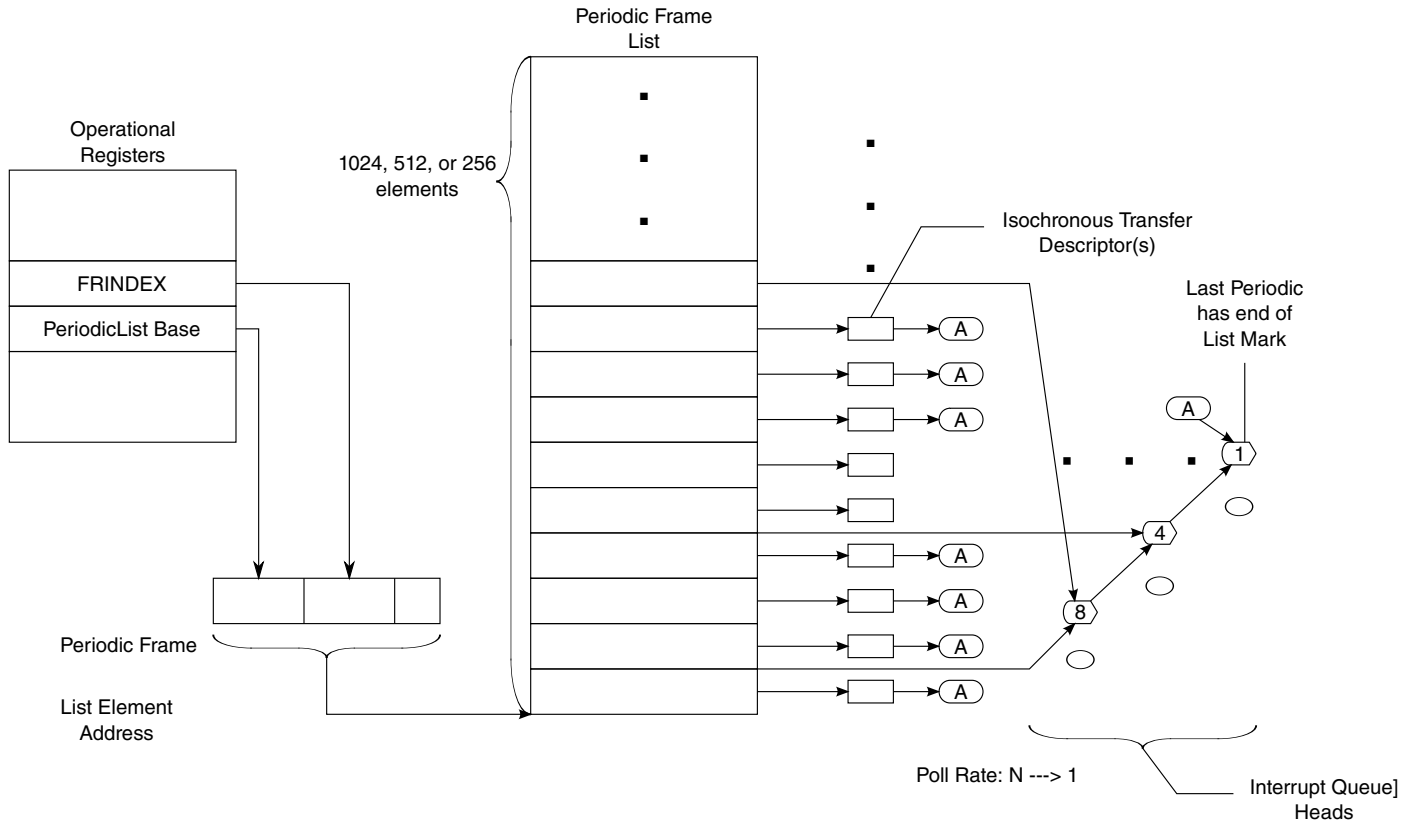 Periodic Frame
List
Operational
Registers
1024, 512, or 256
elements
FRINDEX
PeriodicList Base
Isochronous Transfer
Descriptor(s)
Last Periodic
has end of
List Mark
A
A
A
A
1
4
A
A
8
A
A
Periodic Frame
List Element
Address
Poll Rate: N ---> 1
Interrupt Queue]
Heads